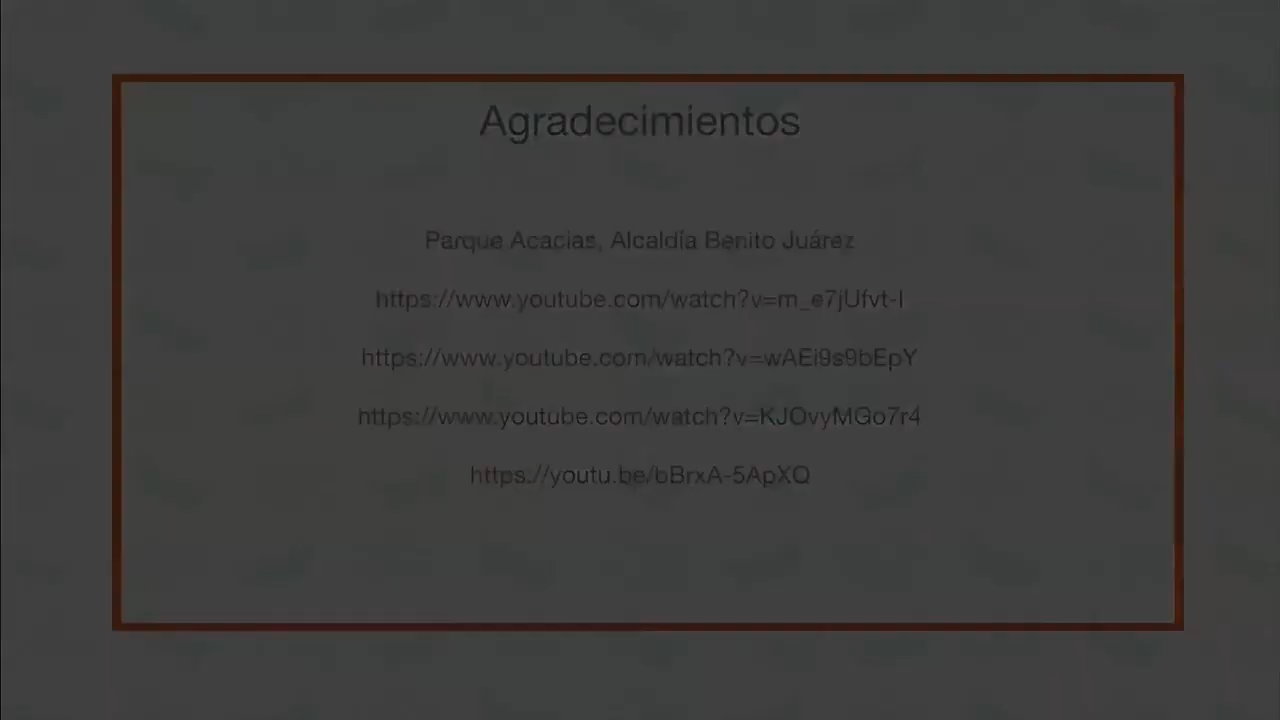 Agradecimientos
Parque Acacias, Alcaldía Benito Juárez
https://www.youtube.com/watch?v=m_e7jUfvt-I
https://www.youtube.com/watch?v=wAEi9s9bEpY
https://www.youtube.com/watch?v=KJOvyMGo7r4
https://youtu.be/bBrxA-5ApXQ